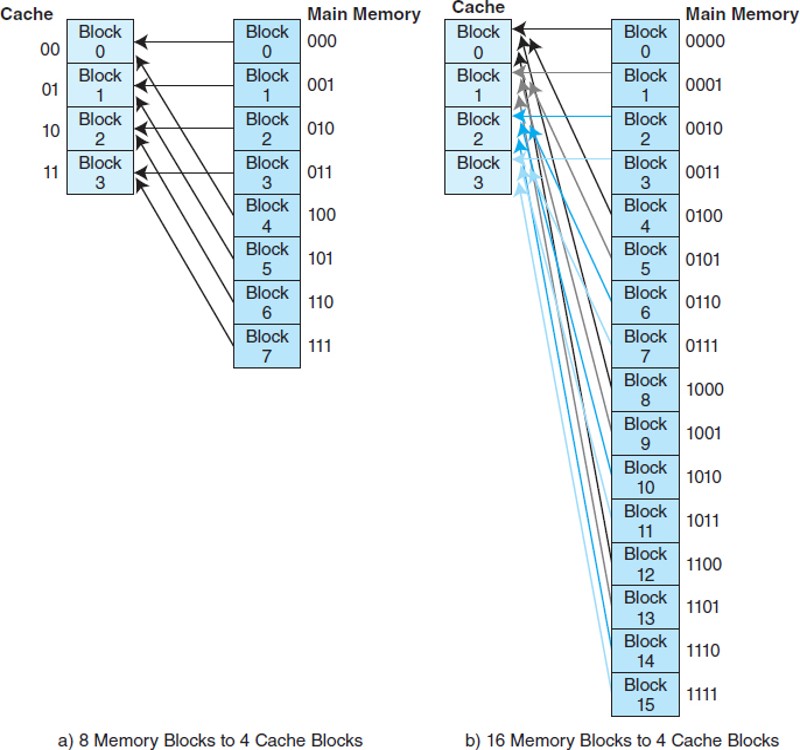 Cache
Main Memory
00
Block
0
Block
0
000
01
Block
1
Block
1
001
10
Block
2
Block
2
010
11
Block
3
Block
3
011
Block
4
100
Block
5
101
Block
6
110
Block
7
111
a) 8 Memory Blocks to 4 Cache Blocks
Cache
Main Memory
Block
0
Block
0
0000
Block
1
Block
1
0001
Block
2
Block
2
0010
Block
3
Block
3
0011
Block
4
0100
Block
5
0101
Block
6
0110
Block
7
0111
Block
8
1000
Block
9
1001
Block
10
1010
Block
11
1011
Block
12
1100
Block
13
1101
Block
14
1110
Block
15
1111
b) 16 Memory Blocks to 4 Cache Blocks